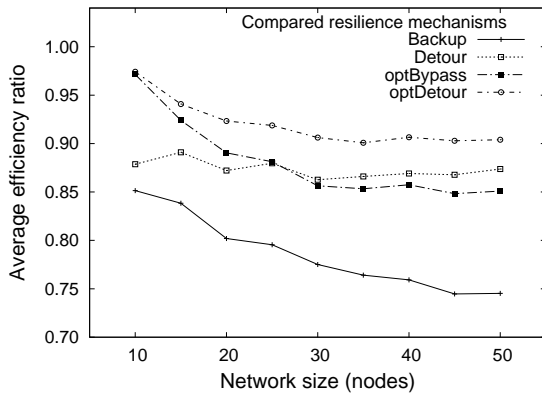 Compared resilience mechanisms
Backup
Detour
optBypass
optDetour
Average efficiency ratio
1.00
0.95
0.90
0.85
0.80
0.75
0.70
10
20
30
40
50
Network size (nodes)